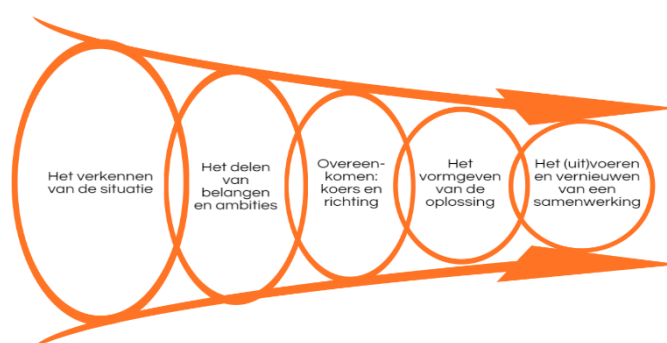 Het verkennen
van de situatie
Het delen
van
belangen
en ambities
Overeen-
komen:
koers en
richting
Het
vormgeven
van de
oplossing
Het (uit)voeren
en vernieuwen
van een
samenwerking